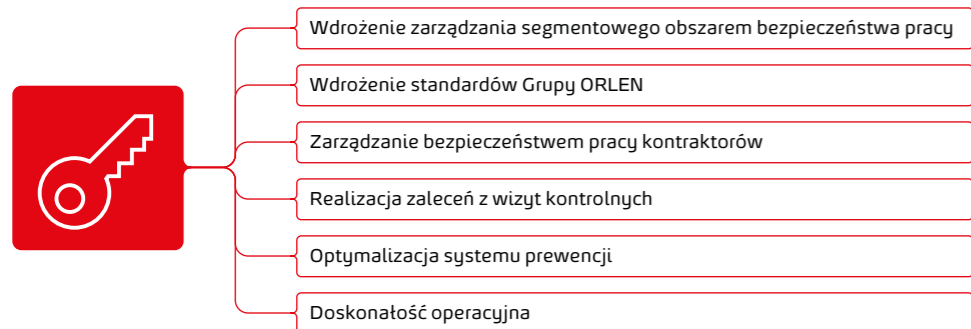 Wdrożenie zarządzania segmentowego obszarem bezpieczeństwa pracy
Wdrożenie standardów Grupy ORLEN
Zarządzanie bezpieczeństwem pracy kontraktorów
Realizacja zaleceń z wizyt kontrolnych
Optymalizacja systemu prewencji
Doskonałość operacyjna